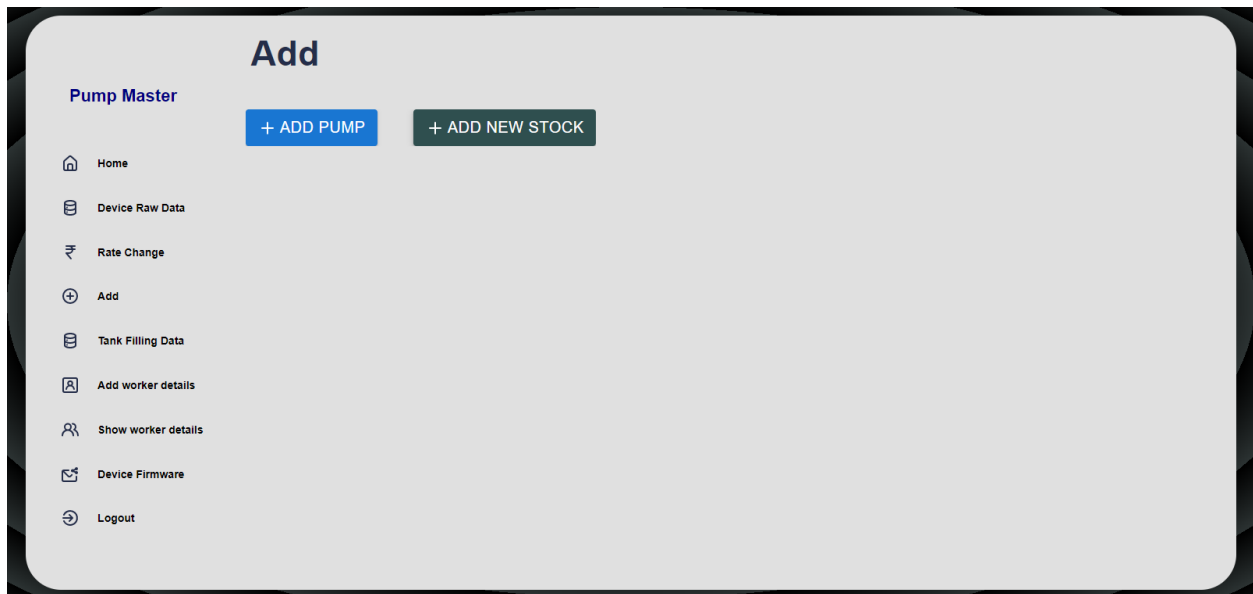 Add
Pump Master
+ ADD PUMP
+ ADD NEW STOCK
Home
Device Raw Data
Rate Change
Add
Tank Filling Data
Add worker details
Show worker details
Device Firmware
Logout